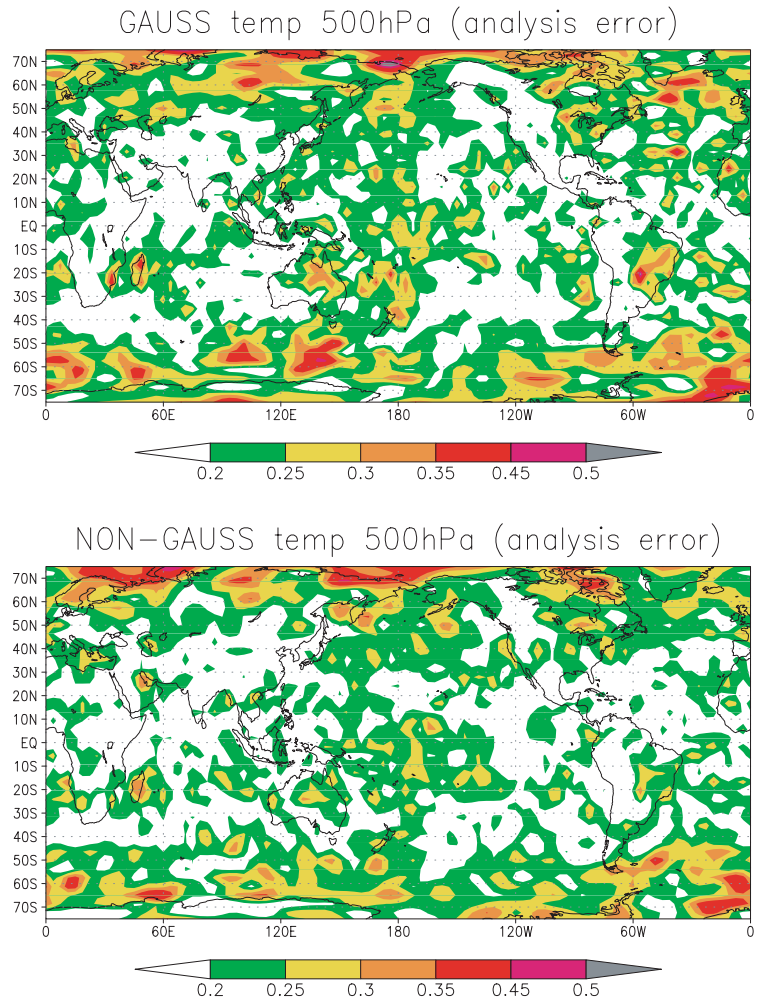 GAUSS temp 500hPa (analysis error)
70N
60N
50N
40N
30N
20N
10N
EQ
10S
20S
30S
40S
50S
60S
70S
0 60E 120E 180 120W 60W 0
0.2 0.25 0.3 0.35 0.45 0.5
NON-GAUSS temp 500hPa (analysis error)
70N
60N
50N
40N
30N
20N
10N
EQ
10S
20S
30S
40S
50S
60S
70S
0 60E 120E 180 120W 60W 0
0.2 0.25 0.3 0.35 0.45 0.5